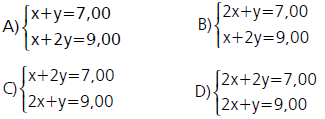 A) { x+y=7,00
x+2y=9,00
B) { 2x+y=7,00
x+2y=9,00
C) { x+2y=7,00
2x+y=9,00
D) { 2x+2y=7,00
2x+y=9,00